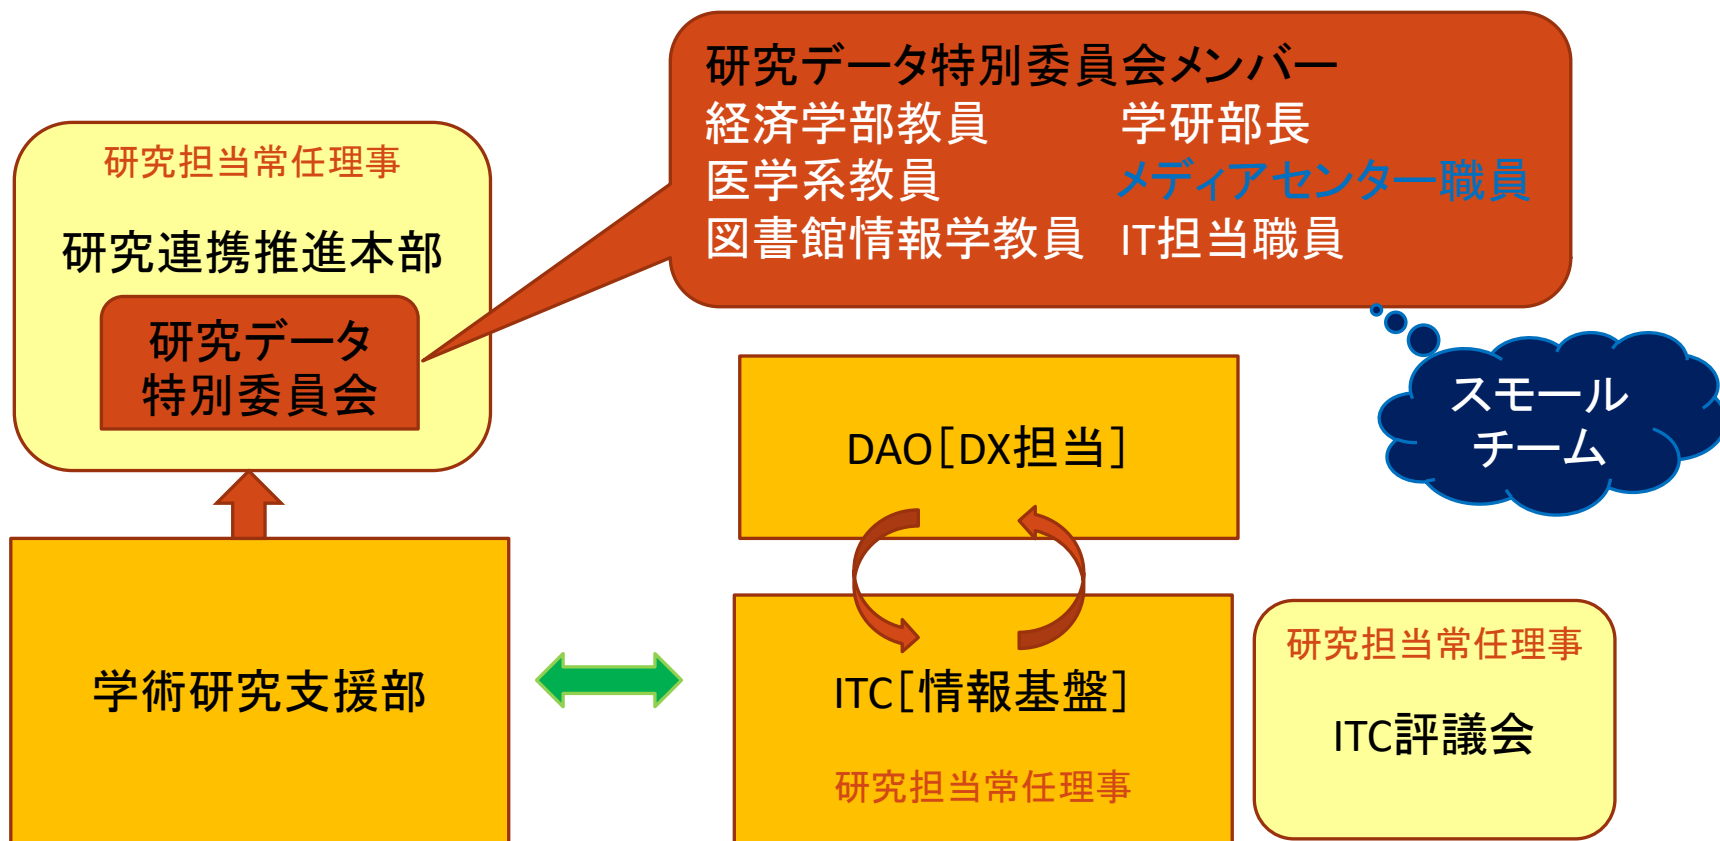 研究データ特別委員会メンバー
経済学部教員 学研部長
医学系教員 メディアセンター職員
図書館情報学教員 IT担当職員
研究担当常任理事
研究連携推進本部
研究データ
特別委員会
スモール
チーム
DAO［DX担当］
学術研究支援部
ITC［情報基盤］
研究担当常任理事
研究担当常任理事
ITC評議会